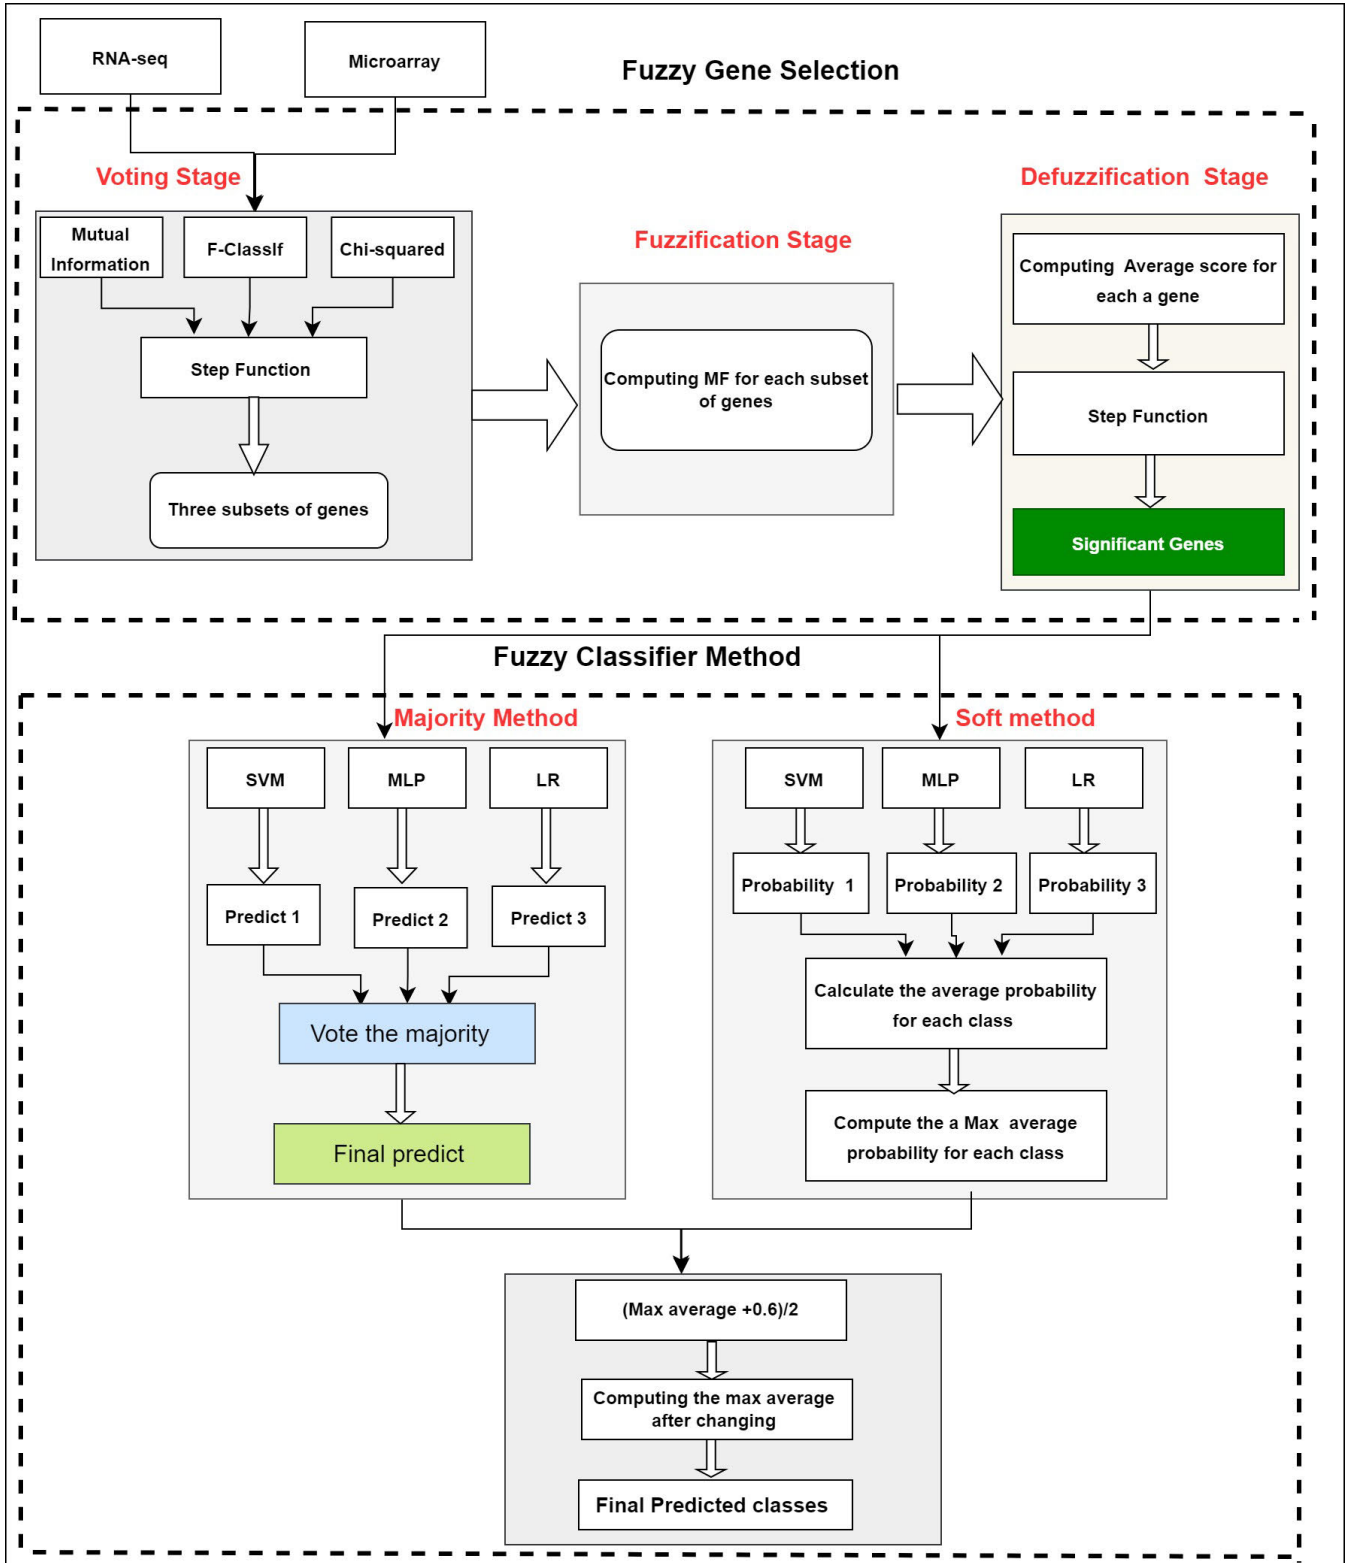 RNA-seq
Microarray
Fuzzy Gene Selection
Voting Stage
Defuzzification Stage
Fuzzification Stage
Mutual
Information
F-ClassIf
Chi-squared
Step Function
Three subsets of genes
Computing MF for each subset
of genes
Computing Average score for
each a gene
Step Function
Significant Genes
Fuzzy Classifier Method
Majority Method
Soft method
SVM
MLP
LR
Predict 1
Predict 2
Predict 3
Vote the majority
Final predict
SVM
MLP
LR
Probability 1
Probability 2
Probability 3
Calculate the average probability
for each class
Compute the a Max average
probability for each class
(Max average +0.6)/2
Computing the max average
after changing
Final Predicted classes